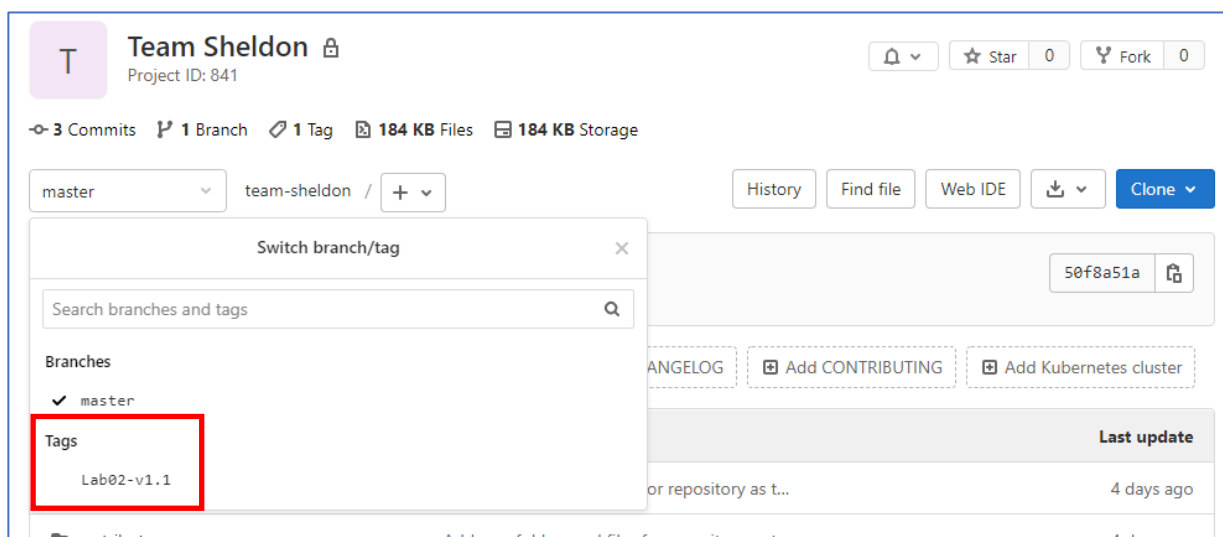 T
Team Sheldon
Project ID: 841
Star 0 Fork 0
3 Commits 1 Branch 1 Tag 184 KB Files 184 KB Storage
master team-sheldon / + History Find file Web IDE Clone
Switch branch/tag
50f8a51a
Search branches and tags
Branches
ANGELOG Add CONTRIBUTING Add Kubernetes cluster
master
Tags
Last update
Lab02-v1.1
or repository as t... 4 days ago